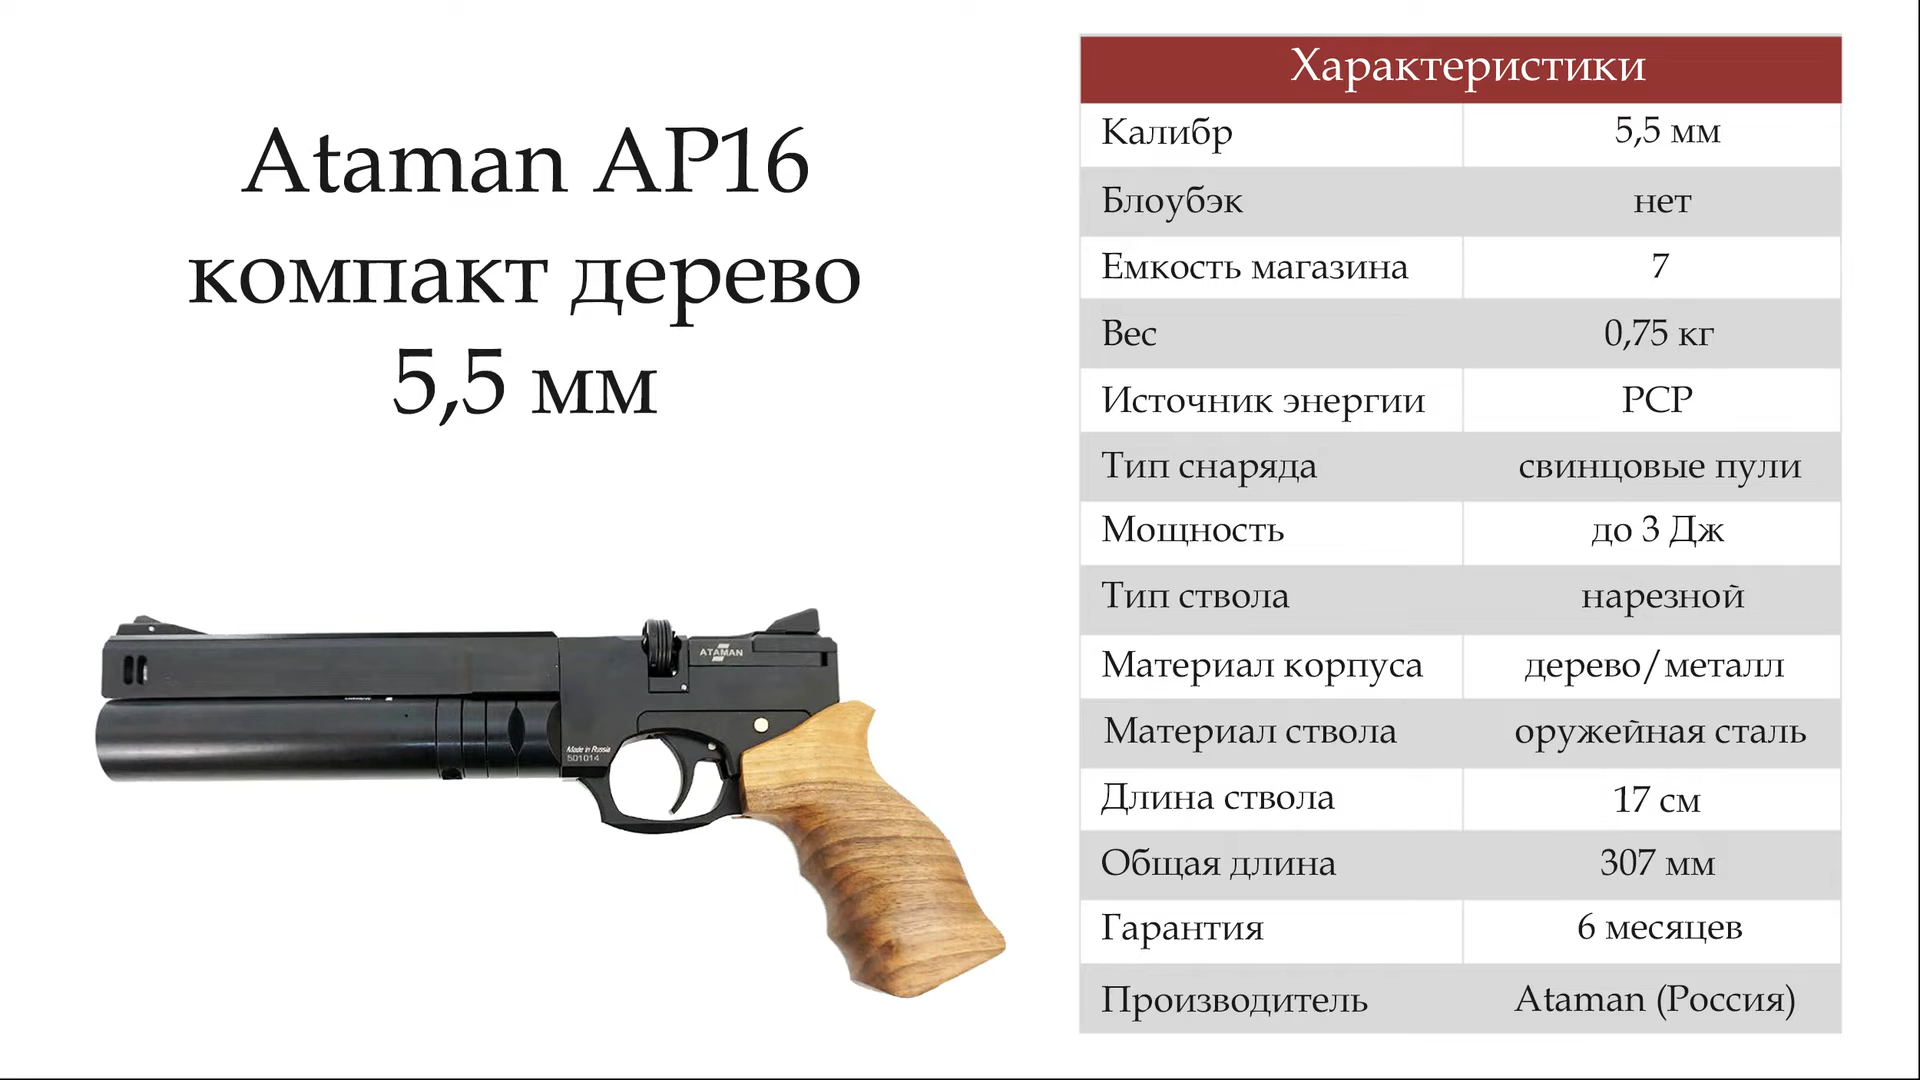 Ataman AP16
компакт дерево
5,5 мм
ATAMAN
Made in Russia
501014
Характеристики
Калибр 5,5 мм
Блоубэк нет
Емкость магазина 7
Вес 0,75 кг
Источник энергии PCP
Тип снаряда свинцовые пули
Мощность до 3 Дж
Тип ствола нарезной
Материал корпуса дерево/металл
Материал ствола оружейная сталь
Длина ствола 17 см
Общая длина 307 мм
Гарантия 6 месяцев
Производитель Ataman (Россия)